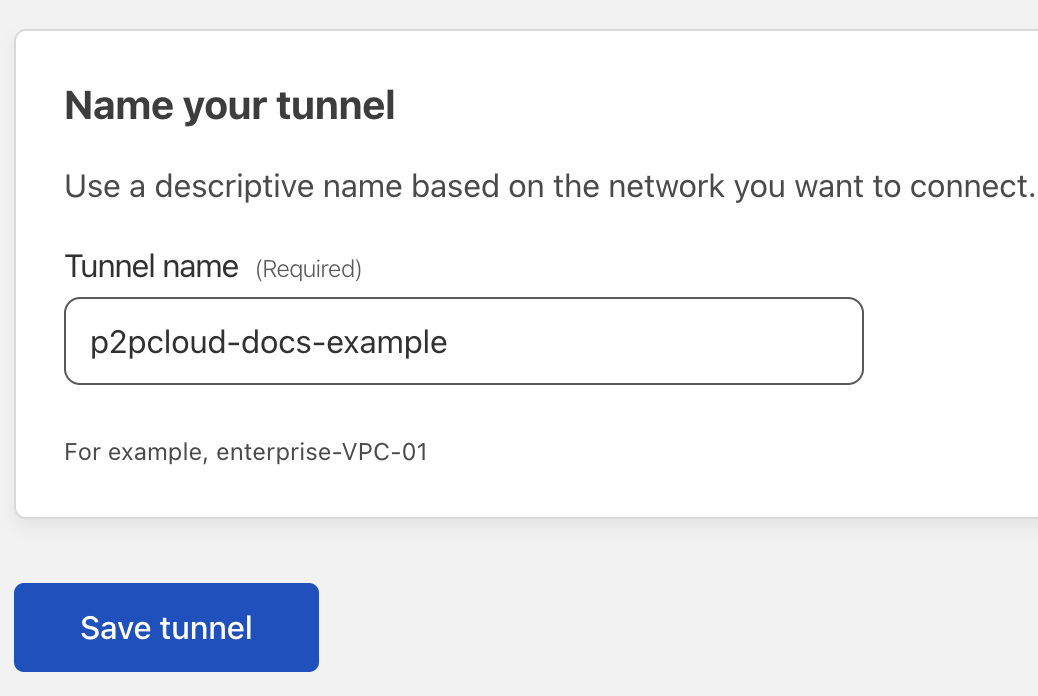 Name your tunnel
Use a descriptive name based on the network you want to connect.
Tunnel name (Required)
p2pcloud-docs-example
For example, enterprise-VPC-01
Save tunnel